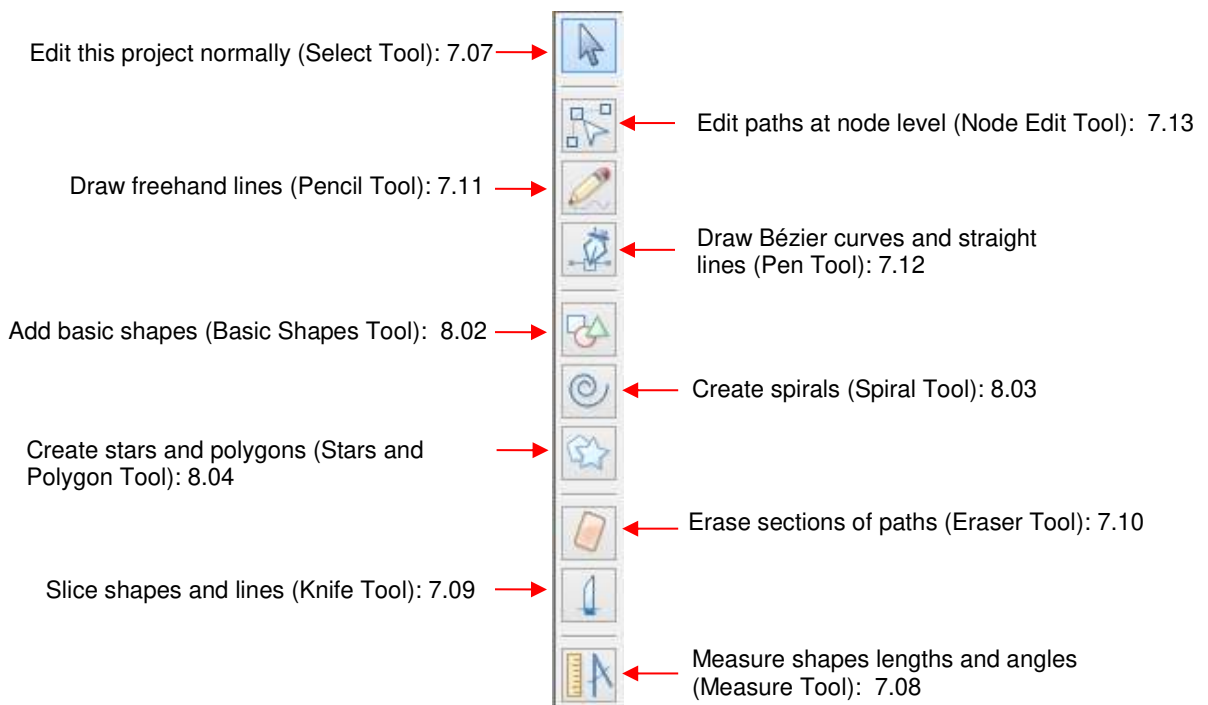 Edit this project normally (Select Tool): 7.07
Edit paths at node level (Node Edit Tool): 7.13
Draw freehand lines (Pencil Tool): 7.11
Draw Bézier curves and straight
lines (Pen Tool): 7.12
Add basic shapes (Basic Shapes Tool): 8.02
Create spirals (Spiral Tool): 8.03
Create stars and polygons (Stars and
Polygon Tool): 8.04
Erase sections of paths (Eraser Tool): 7.10
Slice shapes and lines (Knife Tool): 7.09
Measure shapes lengths and angles
(Measure Tool): 7.08